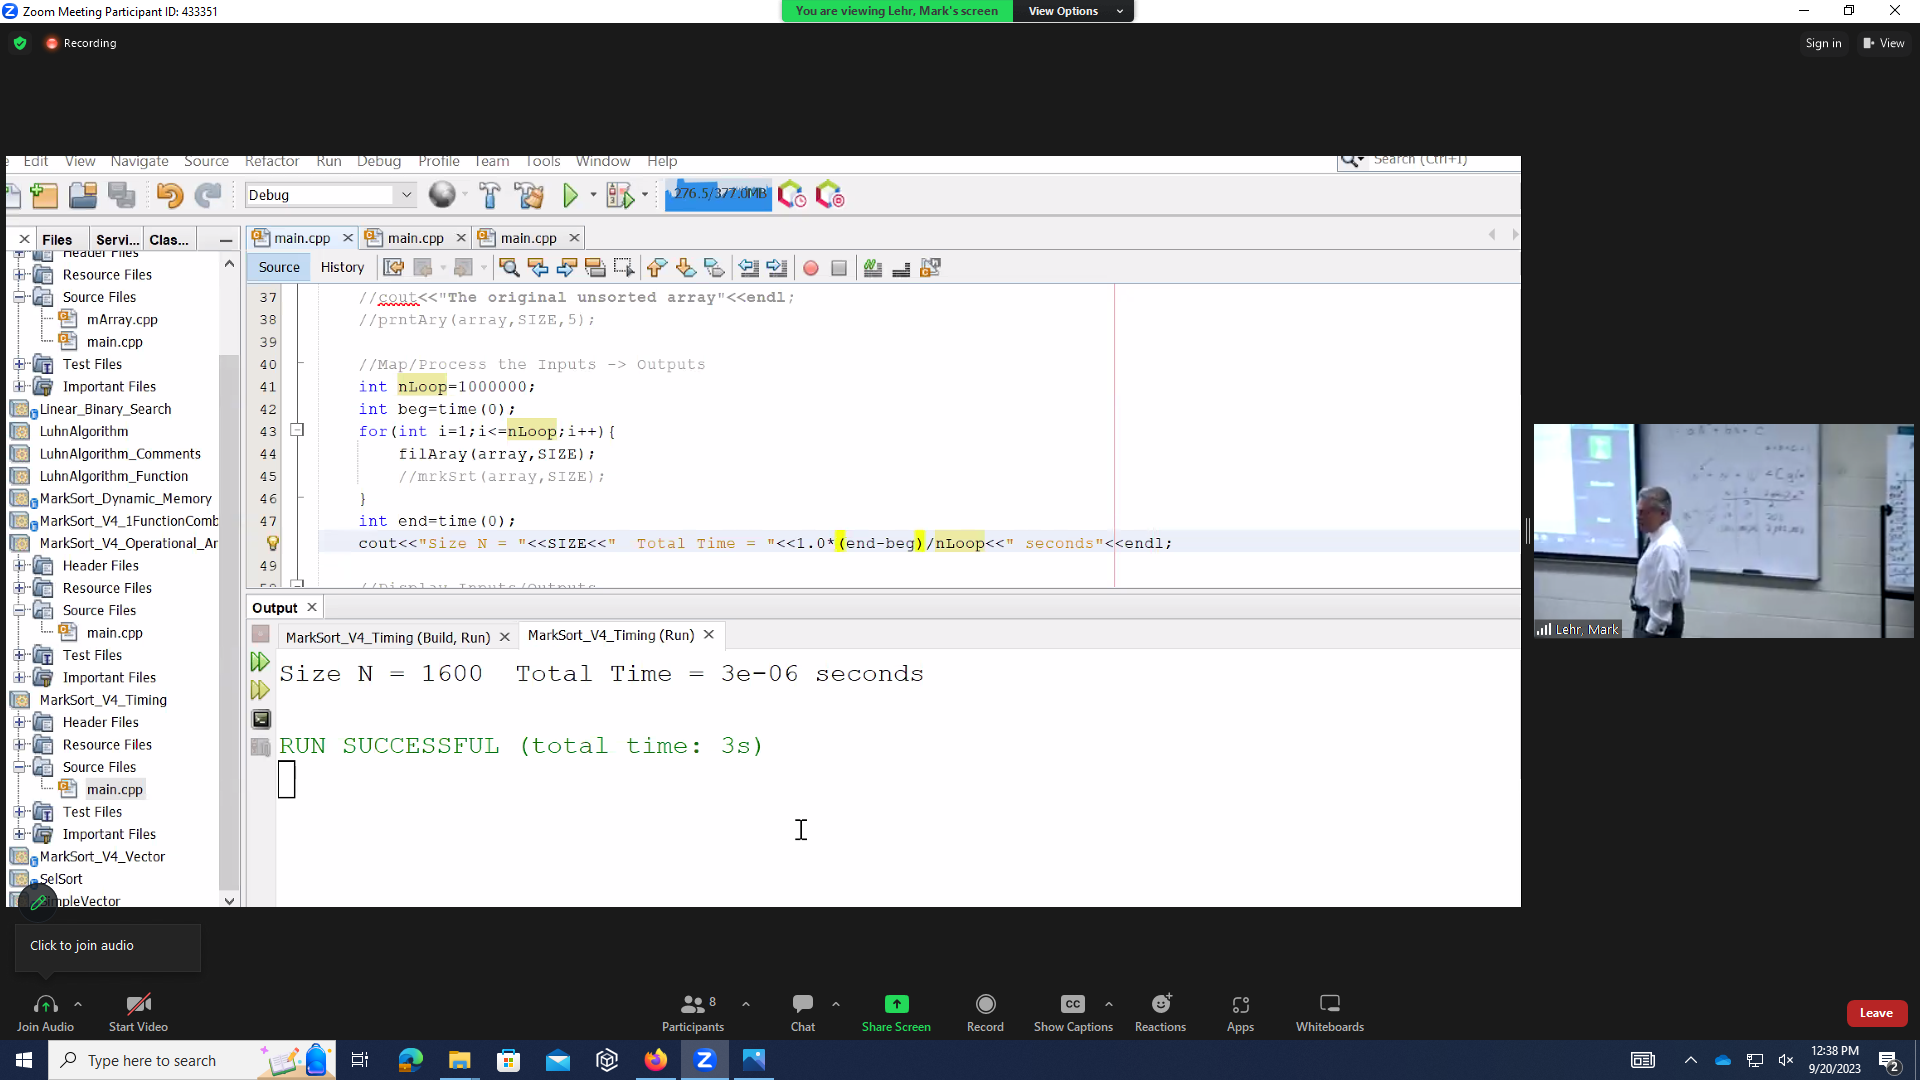 Zoom Meeting Participant ID: 433351
You are viewing Lehr, Mark's screen
View Options
Recording
Sign in
View
Edit View Navigate Source Refactor Run Debug Profile Team Tools Window Help
Search (Ctrl+I)
Debug
276.5/377.0MB
Files Servi... Clas...
main.cpp main.cpp main.cpp
Source History
Header Files
Resource Files
Source Files
mArray.cpp
main.cpp
Test Files
Important Files
Linear_Binary_Search
LuhnAlgorithm
LuhnAlgorithm_Comments
LuhnAlgorithm_Function
MarkSort_Dynamic_Memory
MarkSort_V4_1FunctionComb
MarkSort_V4_Operational_Ar
Header Files
Resource Files
Source Files
main.cpp
Test Files
Important Files
MarkSort_V4_Timing
Header Files
Resource Files
Source Files
main.cpp
Test Files
Important Files
MarkSort_V4_Vector
SelSort
impleVector
37 //cout<<"The original unsorted array"<<endl;
38 //prntAry(array,SIZE,5);
39
40 //Map/Process the Inputs -> Outputs
41 int nLoop=1000000;
42 int beg=time(0);
43 for(int i=1;i<=nLoop;i++){
44 filAray(array,SIZE);
45 //mrkSrt(array,SIZE);
46 }
47 int end=time(0);
cout<<"Size N = "<<SIZE<<"  Total Time = "<<1.0*(end-beg)/nLoop<<" seconds"<<endl;
49
//Display Inputs/Outputs
Output
MarkSort_V4_Timing (Build, Run)
MarkSort_V4_Timing (Run)
Size N = 1600  Total Time = 3e-06 seconds
RUN SUCCESSFUL (total time: 3s)
Lehr, Mark
Click to join audio
Join Audio
Start Video
8
Participants
Chat
Share Screen
Record
CC
Show Captions
Reactions
Apps
Whiteboards
Leave
Type here to search
12:38 PM
9/20/2023
2